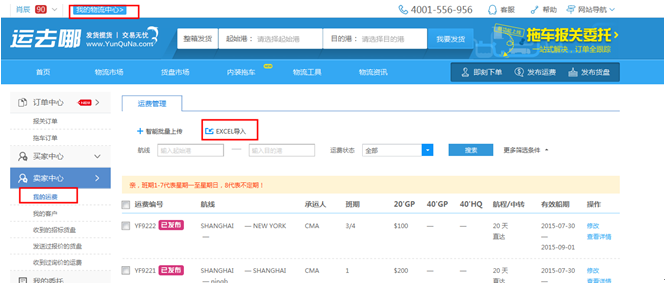 肖辰 90 我的物流中心> 4001-556-956 客服 帮助 网站导航
运去哪 发货揽货 | 交易无忧
www.YunQuNa.com
整箱发货 起始港： 请选择起始港 目的港： 请选择目的港 我要发货
拖车报关委托
一站式解决，订单全跟踪
首页 物流市场 货盘市场 内装拖车 物流工具 物流资讯 即刻下单 发布运费 发布货盘
订单中心
报关订单
拖车订单
买家中心
卖家中心
我的运费
我的客户
收到的招标货盘
发送过报价的货盘
收到过询价的运费
我的委托
运费管理
智能批量上传 EXCEL导入
航线 输入起始港 — 输入目的港 运费状态 全部 搜索 更多筛选条件
亲，班期1-7代表星期一至星期日，8代表不定期！
运费编号 航线 承运人 班期 20'GP 40'GP 40'HQ 航程/中转 有效船期 操作
YF9222 已发布 SHANGHAI — NEW YORK CMA 3/4 $100 — — 20 天 2015-07-30 修改
— 直达 — 查看详情
2015-09-01
YF9221 已发布 SHANGHAI — SHANGHAI CMA 1 $200 — — 20 天 2015-07-30 修改
直达 — 查看详情